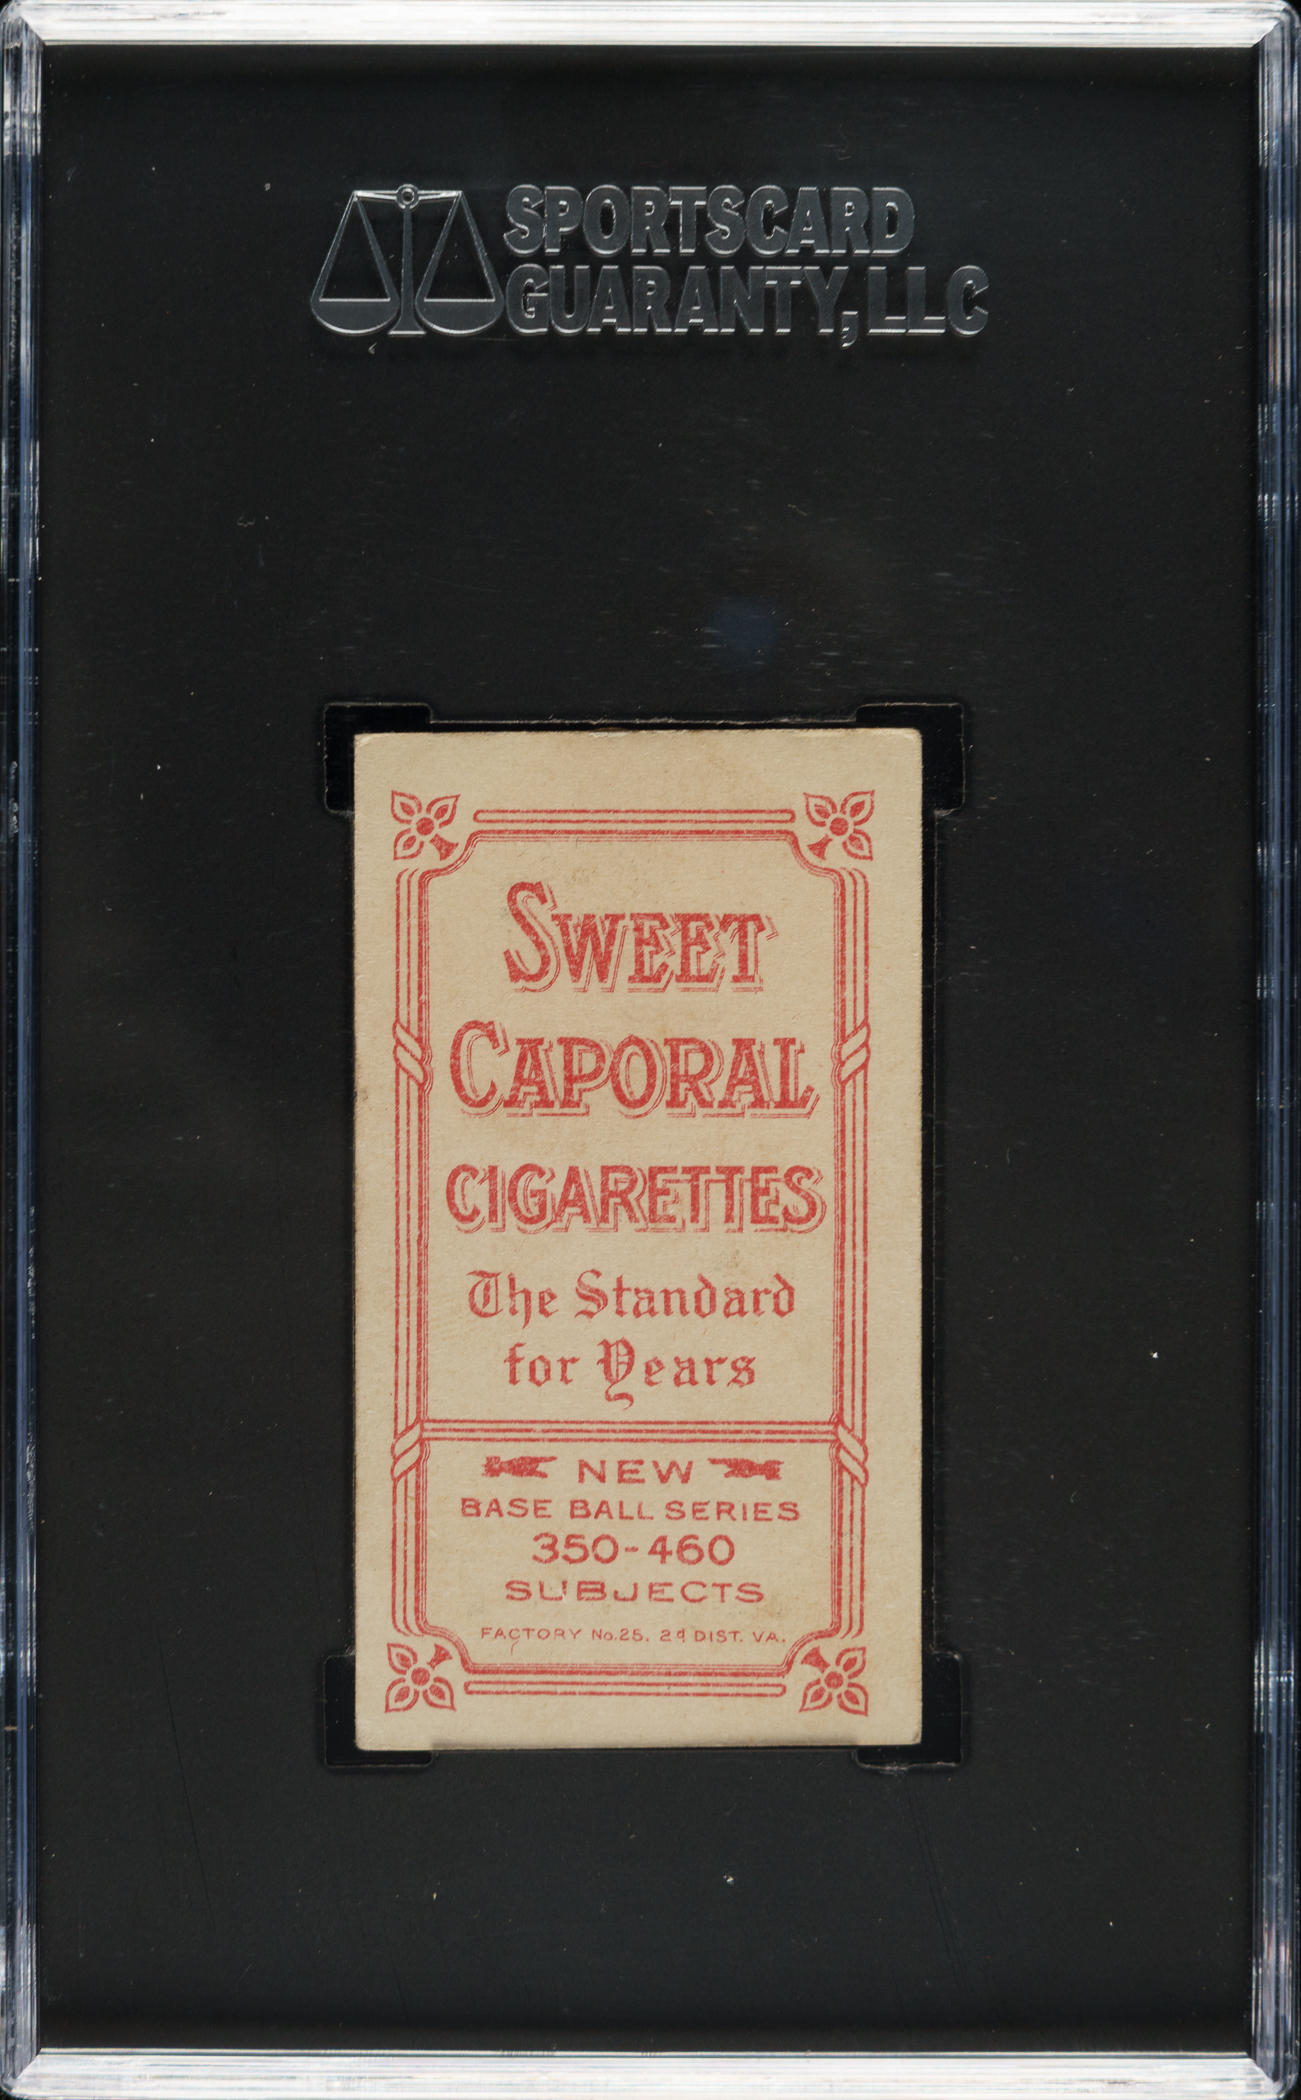 SPORTSCARD
GUARANTY, LLC
SWEET
CAPORAL
CIGARETTES
The Standard
for Years
NEW
BASE BALL SERIES
350-460
SUBJECTS
FACTORY No. 25. 2d DIST. VA.